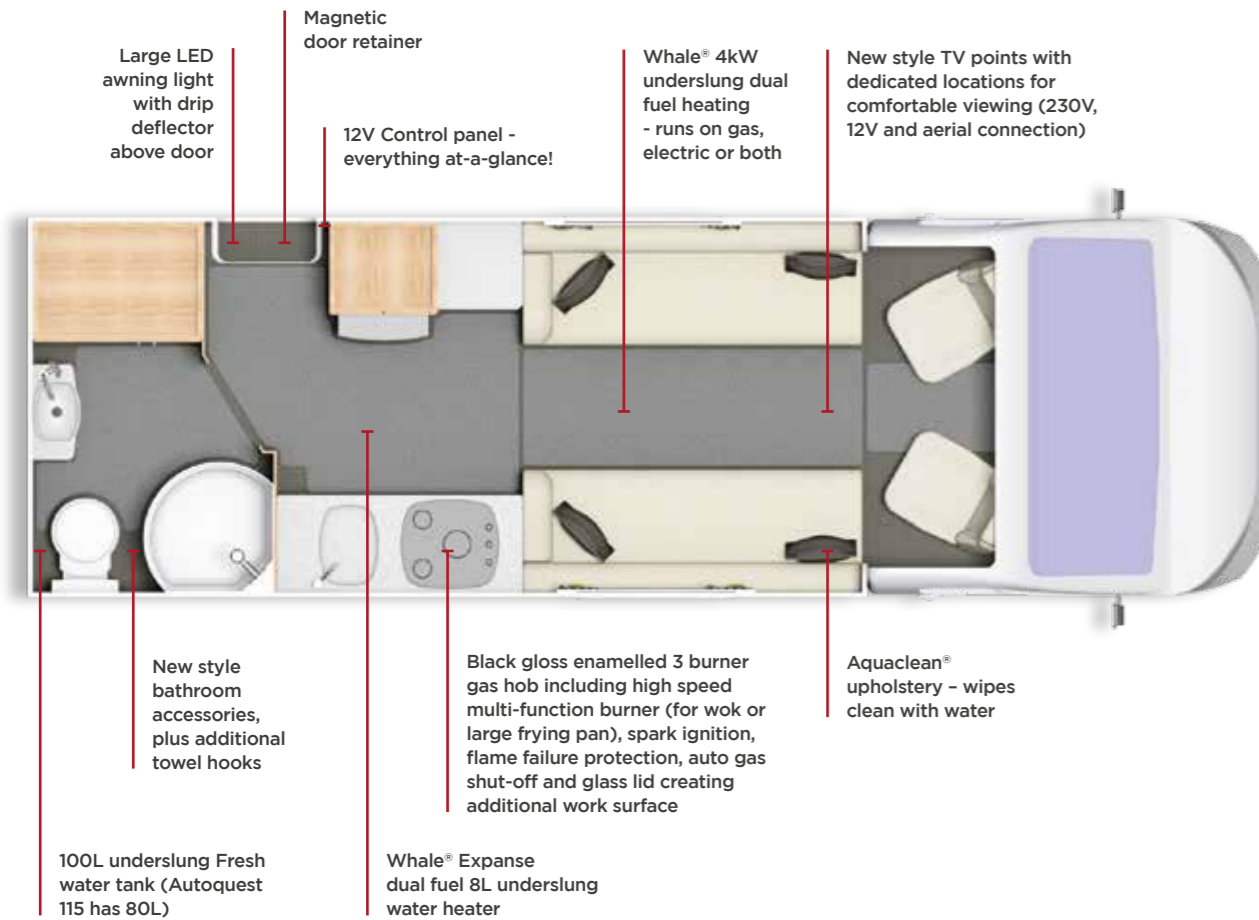 Magnetic
door retainer
Large LED
awning light
with drip
deflector
above door
12V Control panel -
everything at-a-glance!
Whale® 4kW
underslung dual
fuel heating
- runs on gas,
electric or both
New style TV points with
dedicated locations for
comfortable viewing (230V,
12V and aerial connection)
New style
bathroom
accessories,
plus additional
towel hooks
Black gloss enamelled 3 burner
gas hob including high speed
multi-function burner (for wok or
large frying pan), spark ignition,
flame failure protection, auto gas
shut-off and glass lid creating
additional work surface
Aquaclean®
upholstery – wipes
clean with water
100L underslung Fresh
water tank (Autoquest
115 has 80L)
Whale® Expanse
dual fuel 8L underslung
water heater